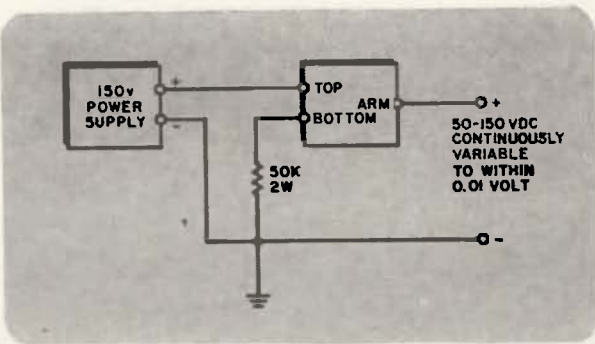 150V
POWER
SUPPLY
+
-
TOP
ARM
BOTTOM
50K
2W
+
50-150 VDC
CONTINUOUSLY
VARIABLE
TO WITHIN
0.01 VOLT
-